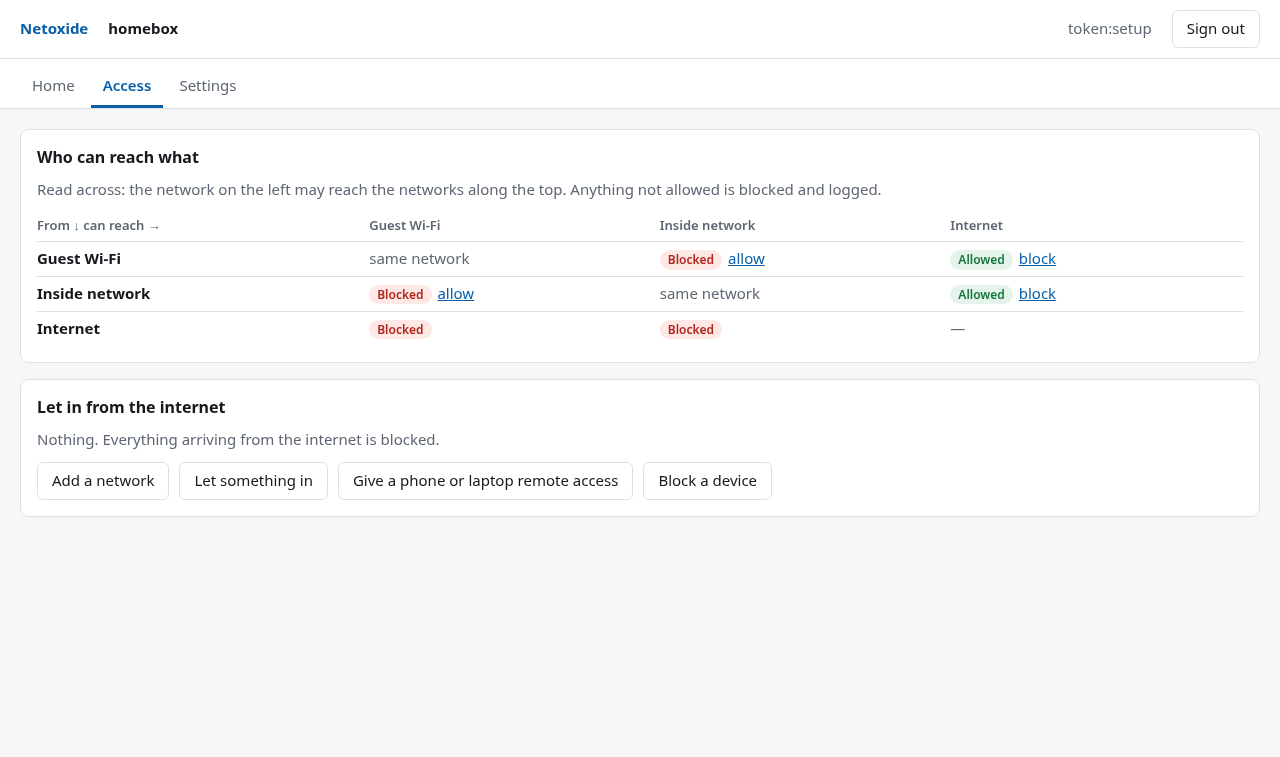 Netoxide homebox token:setup Sign out
Home Access Settings
Who can reach what
Read across: the network on the left may reach the networks along the top. Anything not allowed is blocked and logged.
From ↓ can reach → Guest Wi-Fi Inside network Internet
Guest Wi-Fi same network Blocked allow Allowed block
Inside network Blocked allow same network Allowed block
Internet Blocked Blocked —
Let in from the internet
Nothing. Everything arriving from the internet is blocked.
Add a network Let something in Give a phone or laptop remote access Block a device